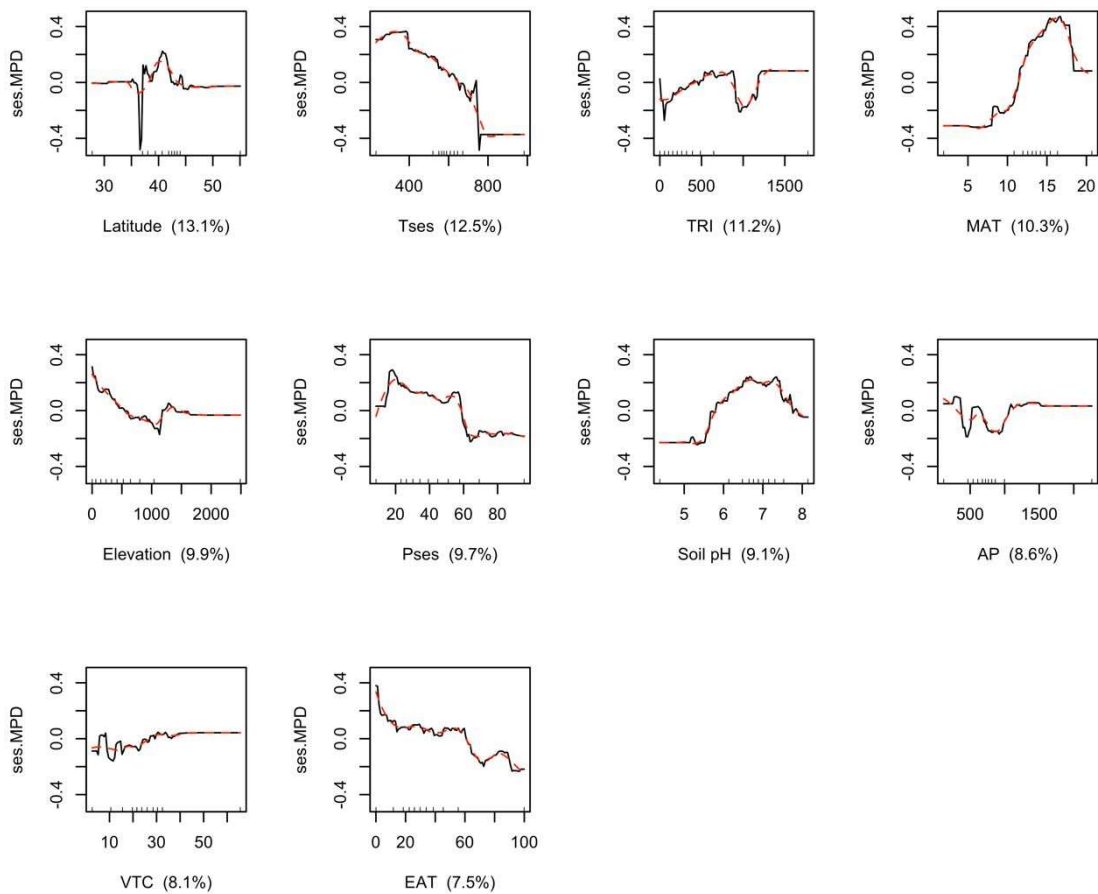 ses.MPD
0.4
0.0
-0.4
30 40 50
Latitude (13.1%)
ses.MPD
0.4
0.0
-0.4
400 800
Tses (12.5%)
ses.MPD
0.4
0.0
-0.4
0 500 1500
TRI (11.2%)
ses.MPD
0.4
0.0
-0.4
5 10 15 20
MAT (10.3%)
ses.MPD
0.4
0.0
-0.4
0 1000 2000
Elevation (9.9%)
ses.MPD
0.4
0.0
-0.4
20 40 60 80
Pses (9.7%)
ses.MPD
0.4
0.0
-0.4
5 6 7 8
Soil pH (9.1%)
ses.MPD
0.4
0.0
-0.4
500 1500
AP (8.6%)
ses.MPD
0.4
0.0
-0.4
10 30 50
VTC (8.1%)
ses.MPD
0.4
0.0
-0.4
0 20 60 100
EAT (7.5%)